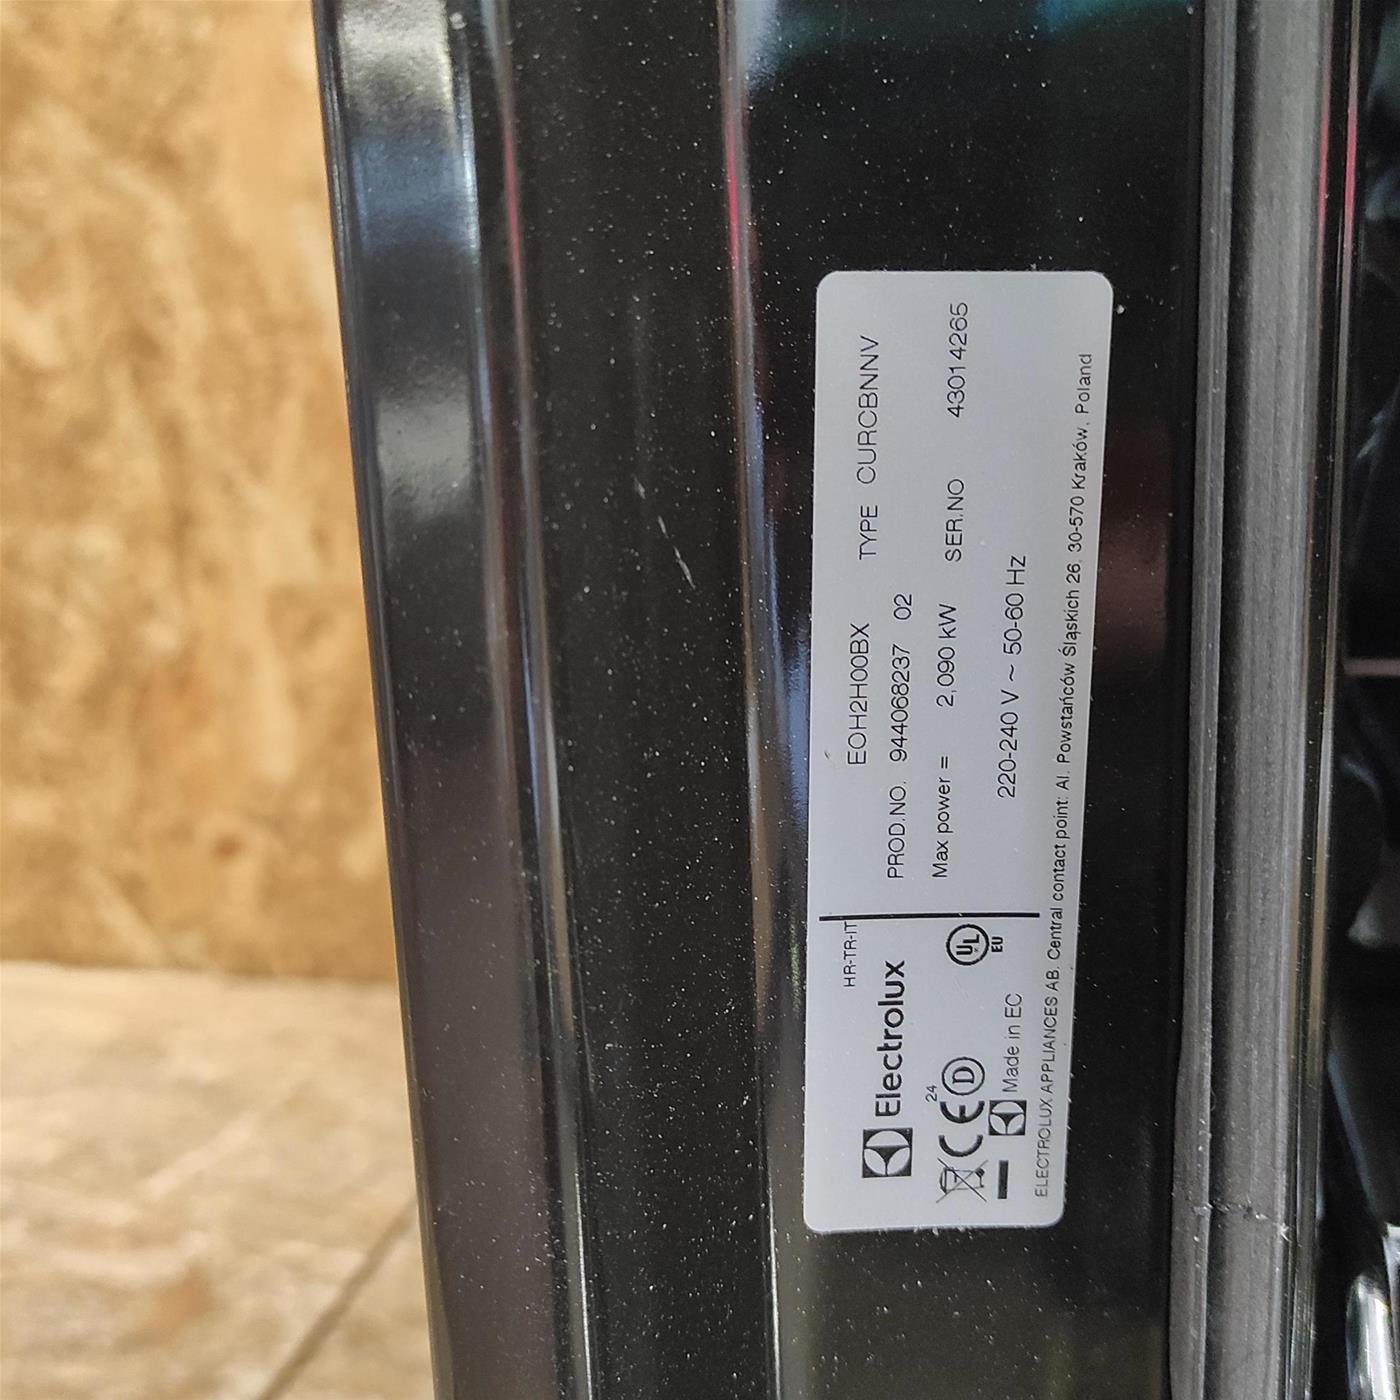 HR-TR-IT
Electrolux
24
CE D UL
EU
Made in EC
EOH2H00BX TYPE CURCBNNNV
PROD.NO. 944068237 02
Max power = 2,090 kW SER.NO 43014265
220-240 V ~ 50-60 Hz
ELECTROLUX APPLIANCES AB. Central contact point: Al. Powstańców Śląskich 26, 30-570 Kraków, Poland